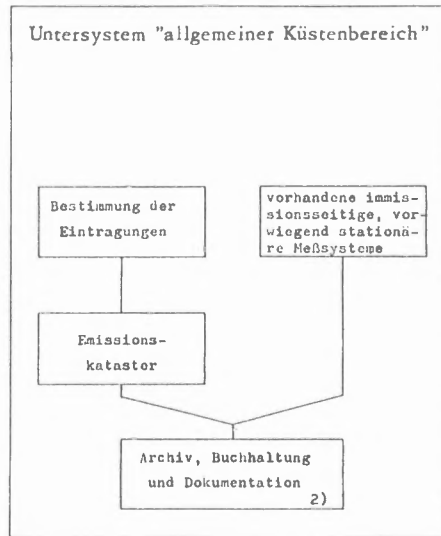 Untersystem "allgemeiner Küstenbereich"
Bestimmung der
Eintragungen
vorhandene immis-
sionsseitige, vor-
wiegend stationä-
re Meßsysteme
Emissions-
katastor
Archiv, Buchhaltung
und Dokumentation
2)